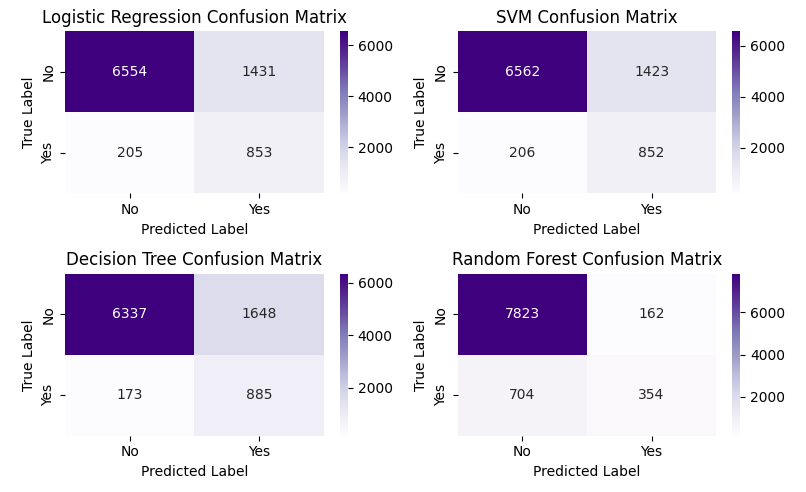 Logistic Regression Confusion Matrix
True Label
No
Yes
6554
1431
205
853
No
Yes
Predicted Label
6000
4000
2000
SVM Confusion Matrix
True Label
No
Yes
6562
1423
206
852
No
Yes
Predicted Label
6000
4000
2000
Decision Tree Confusion Matrix
True Label
No
Yes
6337
1648
173
885
No
Yes
Predicted Label
6000
4000
2000
Random Forest Confusion Matrix
True Label
No
Yes
7823
162
704
354
No
Yes
Predicted Label
6000
4000
2000